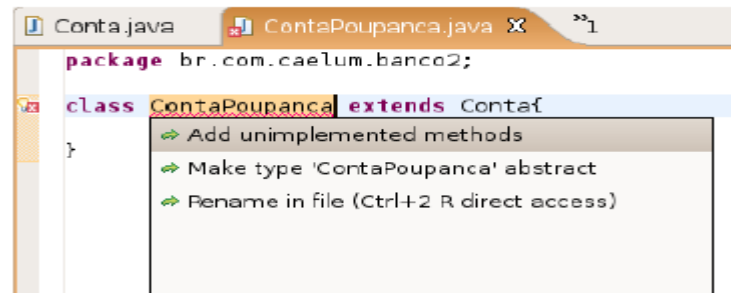 Conta.java ContaPoupanca.java »1
package br.com.caelum.banco2;
class ContaPoupanca extends Conta{
Add unimplemented methods
}
Make type 'ContaPoupanca' abstract
Rename in file (Ctrl+2 R direct access)